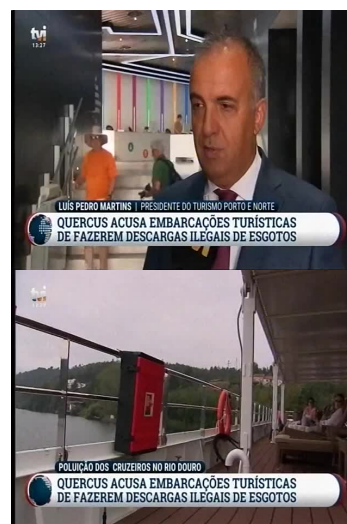 tvi
13:27
LUÍS PEDRO MARTINS | PRESIDENTE DO TURISMO PORTO E NORTE
QUERCUS ACUSA EMBARCAÇÕES TURÍSTICAS
DE FAZEREM DESCARGAS ILEGAIS DE ESGOTOS
tvi
POLUIÇÃO DOS CRUZEIROS NO RIO DOURO
QUERCUS ACUSA EMBARCAÇÕES TURÍSTICAS
DE FAZEREM DESCARGAS ILEGAIS DE ESGOTOS